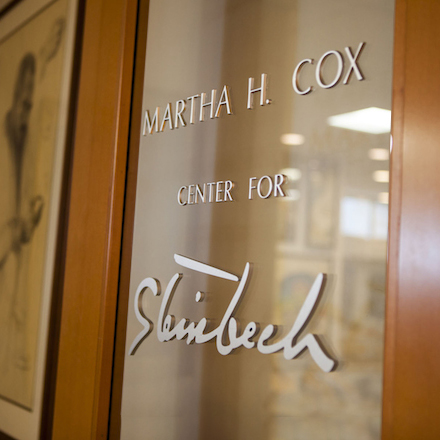 MARTHA H. COX
CENTER FOR
Steinbeck